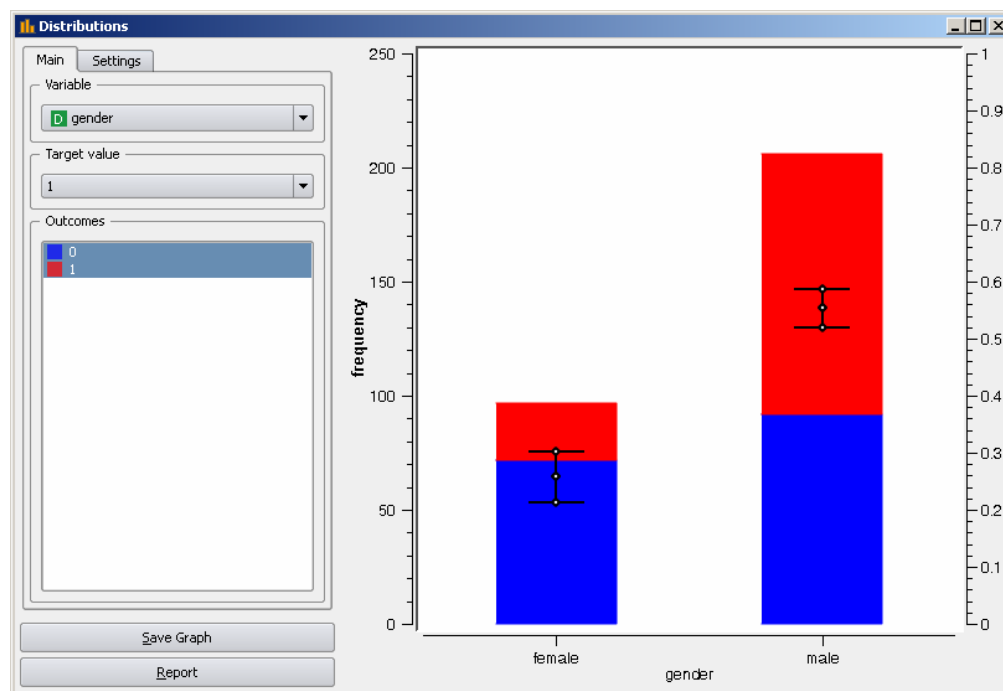 Distributions
Main
Settings
Variable
D gender
Target value
1
Outcomes
0
1
Save Graph
Report
250
200
150
100
50
0
frequency
1
0.9
0.8
0.7
0.6
0.5
0.4
0.3
0.2
0.1
0
female
male
gender